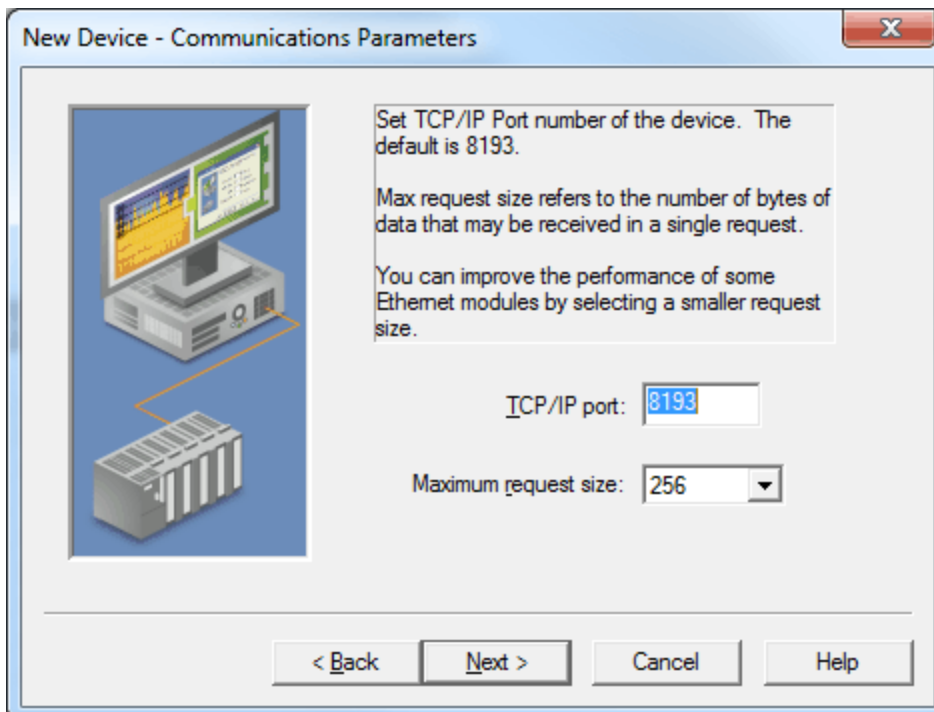 New Device - Communications Parameters
Set TCP/IP Port number of the device.  The
default is 8193.
Max request size refers to the number of bytes of
data that may be received in a single request.
You can improve the performance of some
Ethernet modules by selecting a smaller request
size.
TCP/IP port: 8193
Maximum request size: 256
< Back Next > Cancel Help